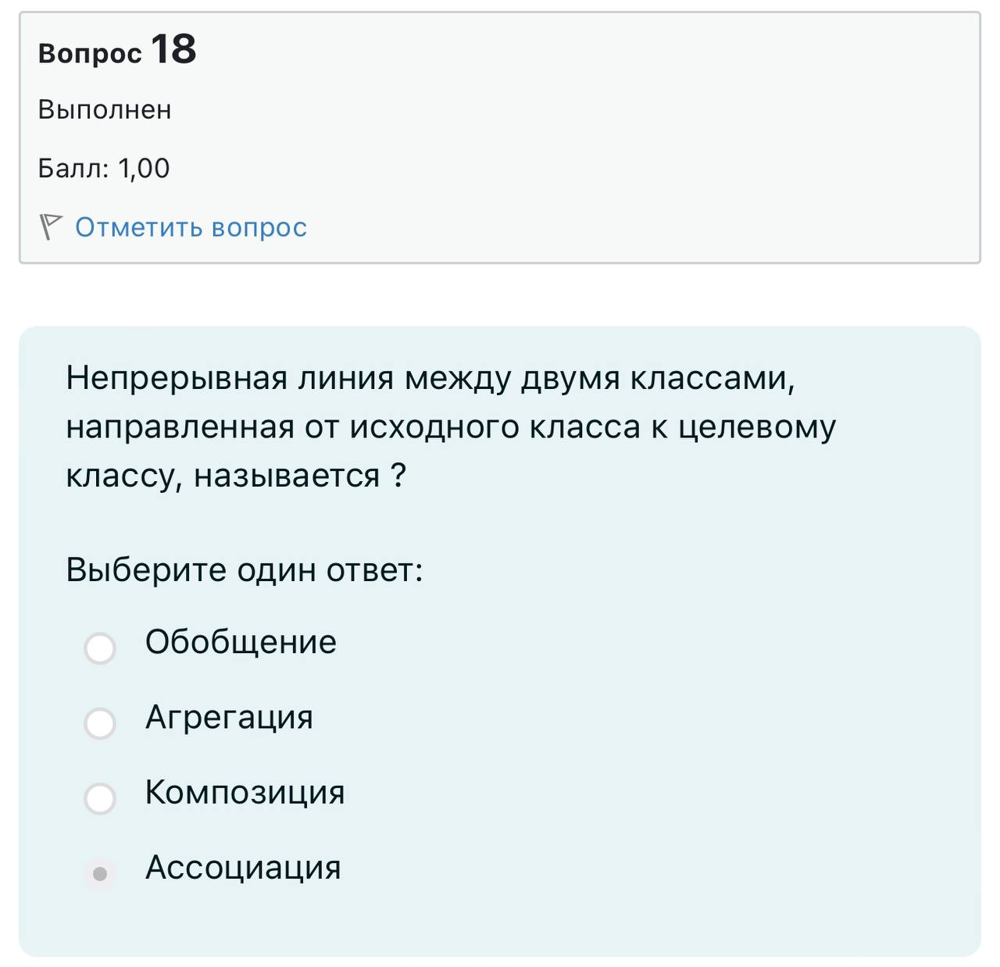 Вопрос 18
Выполнен
Балл: 1,00
Отметить вопрос
Непрерывная линия между двумя классами,
направленная от исходного класса к целевому
классу, называется ?
Выберите один ответ:
Обобщение
Агрегация
Композиция
Ассоциация